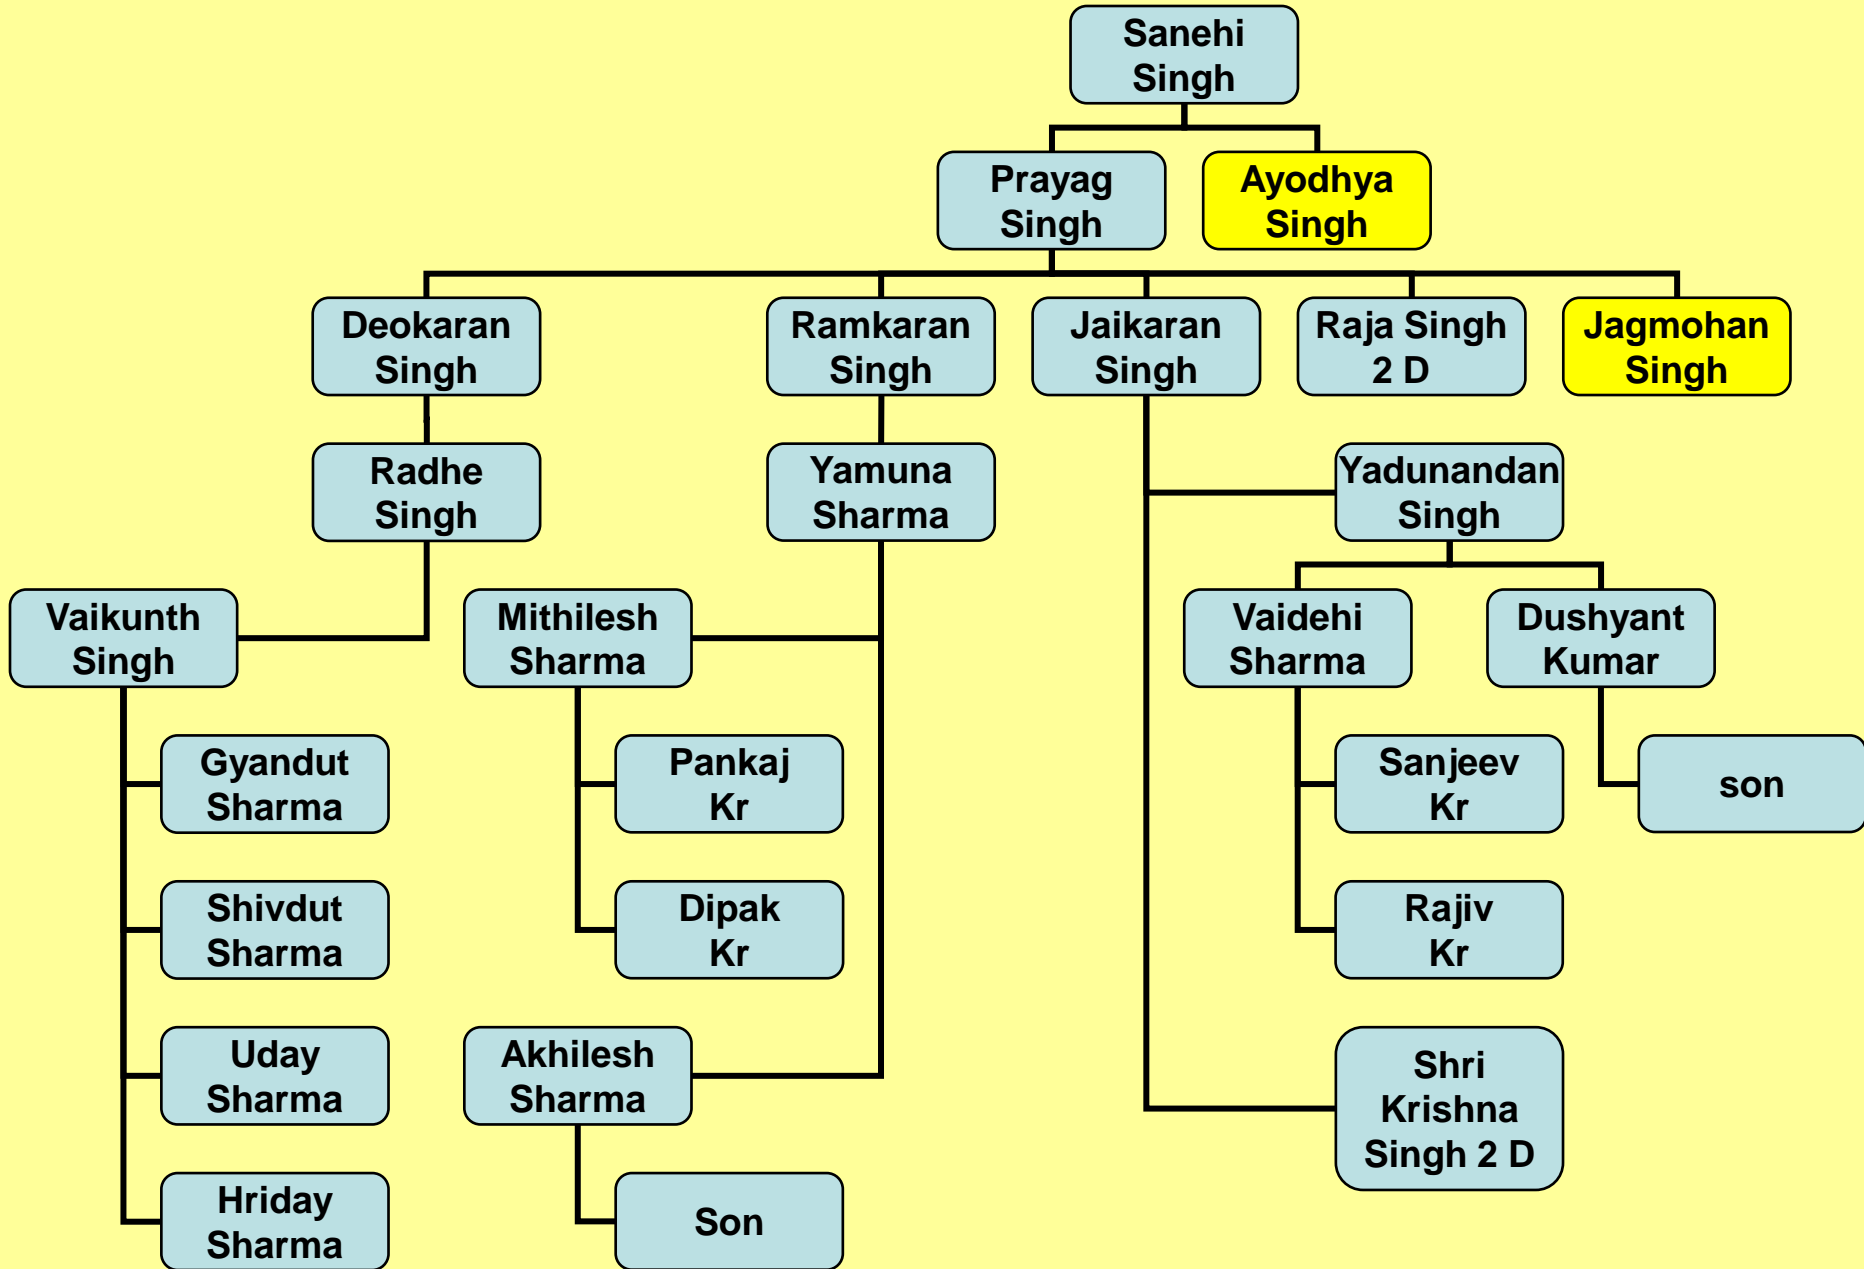 Sanehi
Singh
Prayag
Singh
Ayodhya
Singh
Deokaran
Singh
Ramkaran
Singh
Jaikaran
Singh
Raja Singh
2 D
Jagmohan
Singh
Radhe
Singh
Yamuna
Sharma
Yadunandan
Singh
Vaikunth
Singh
Mithilesh
Sharma
Vaidehi
Sharma
Dushyant
Kumar
Gyandut
Sharma
Pankaj
Kr
Sanjeev
Kr
son
Shivdut
Sharma
Dipak
Kr
Rajiv
Kr
Uday
Sharma
Akhilesh
Sharma
Shri
Krishna
Singh 2 D
Hriday
Sharma
Son